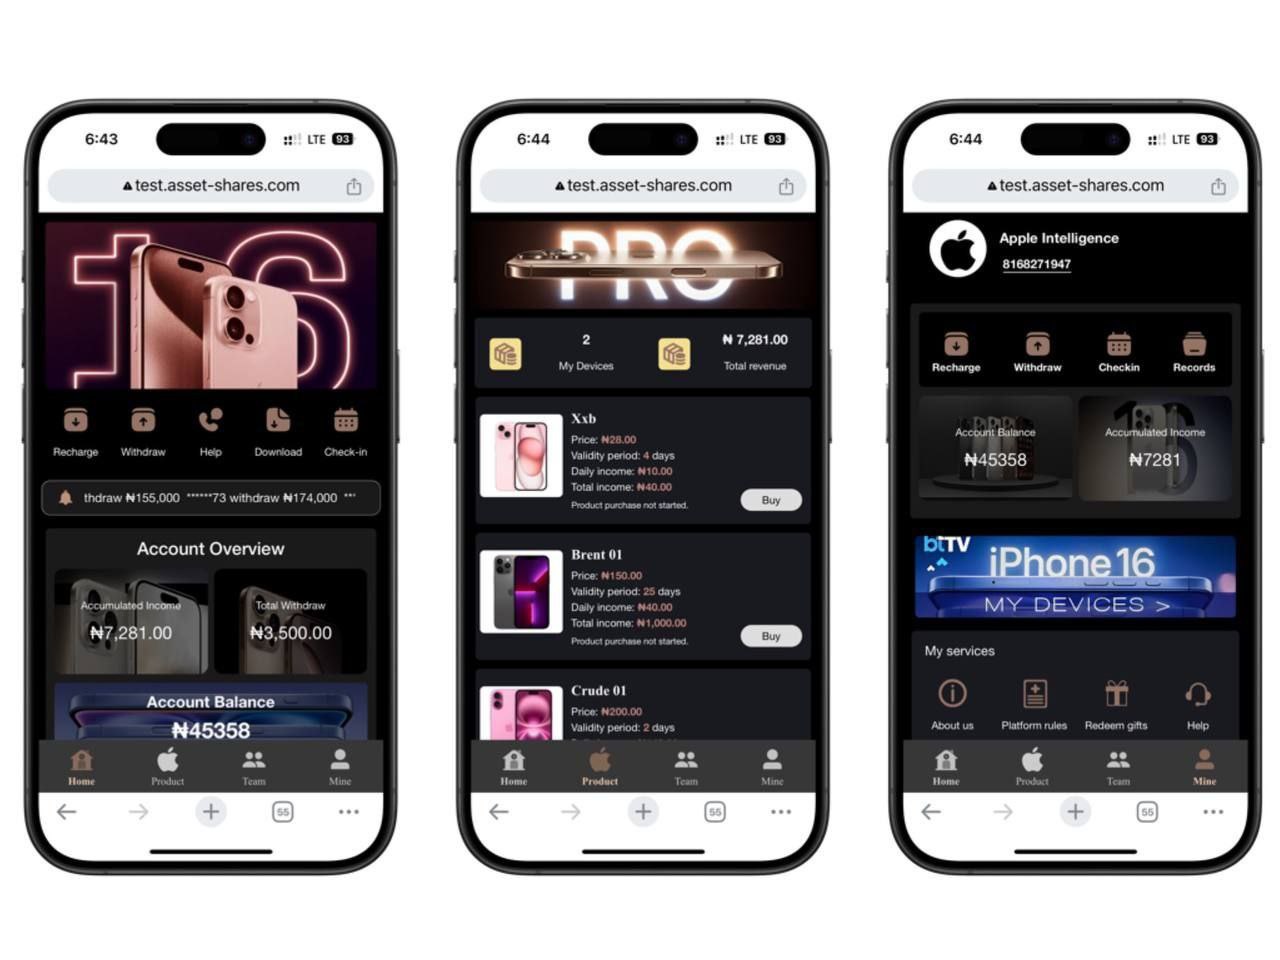 6:43
LTE 93
test.asset-shares.com
16
Recharge
Withdraw
Help
Download
Check-in
thdraw ₦155,000 ******73 withdraw ₦174,000 ***
Account Overview
Accumulated Income
₦7,281.00
Total Withdraw
₦3,500.00
Account Balance
₦45358
Home
Product
Team
Mine
55
6:44
LTE 93
test.asset-shares.com
PRO
2
My Devices
₦ 7,281.00
Total revenue
Xxb
Price: ₦28.00
Validity period: 4 days
Daily income: ₦10.00
Total income: ₦40.00
Product purchase not started.
Buy
Brent 01
Price: ₦150.00
Validity period: 25 days
Daily income: ₦40.00
Total income: ₦1,000.00
Product purchase not started.
Buy
Crude 01
Price: ₦200.00
Validity period: 2 days
Home
Product
Team
Mine
55
6:44
LTE 93
test.asset-shares.com
Apple Intelligence
8168271947
Recharge
Withdraw
Checkin
Records
16
Account Balance
₦45358
Accumulated Income
₦7281
btTV
iPhone 16
MY DEVICES >
My services
About us
Platform rules
Redeem gifts
Help
Home
Product
Team
Mine
55